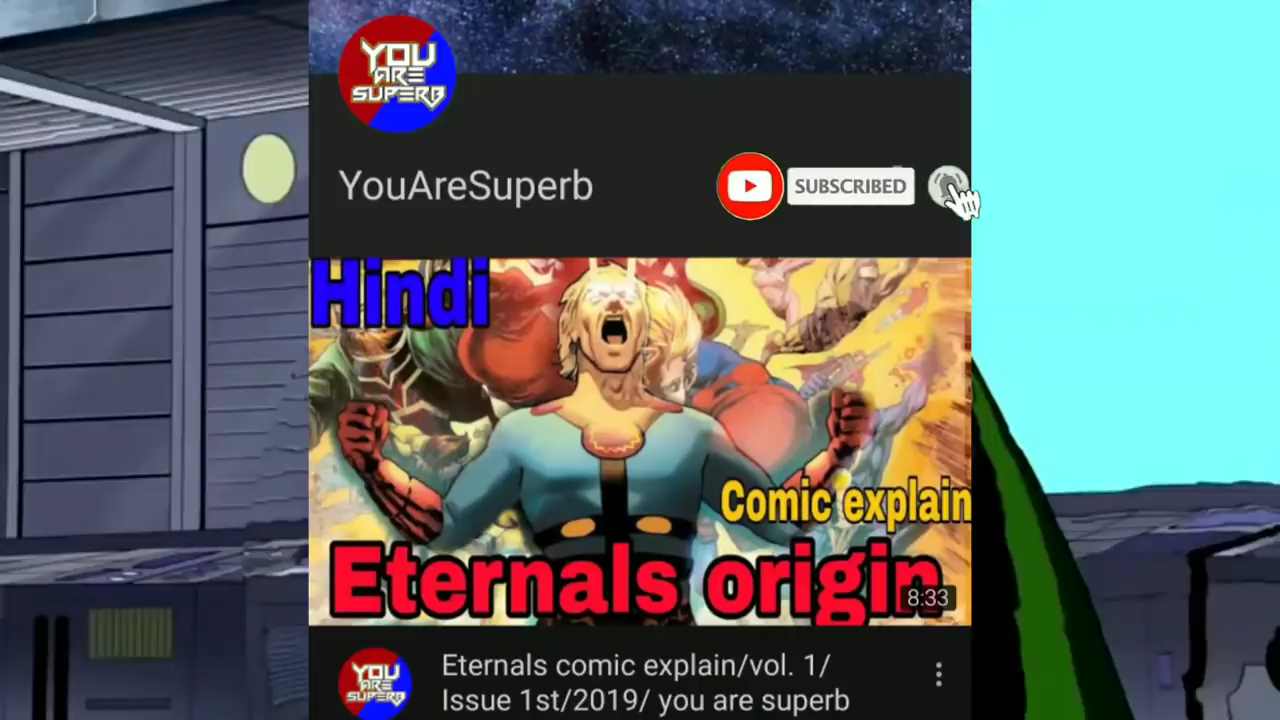 YOU
ARE
SUPERB
YouAreSuperb
SUBSCRIBED
Hindi
Comic explain
Eternals origin
8:33
YOU
ARE
SUPERB
Eternals comic explain/vol. 1/
Issue 1st/2019/ you are superb